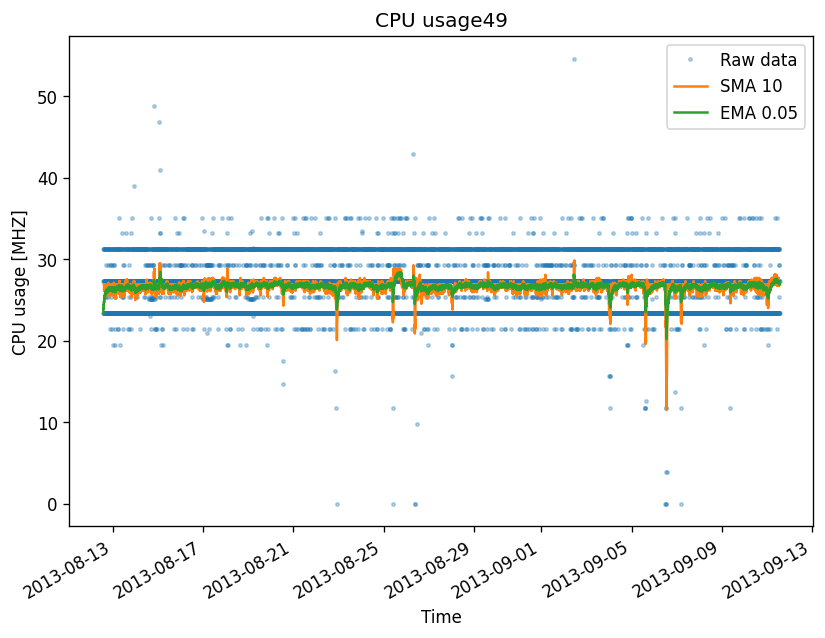 CPU usage49
Raw data
SMA 10
EMA 0.05
CPU usage [MHZ]
50
40
30
20
10
0
2013-08-13
2013-08-17
2013-08-21
2013-08-25
2013-08-29
2013-09-01
2013-09-05
2013-09-09
2013-09-13
Time